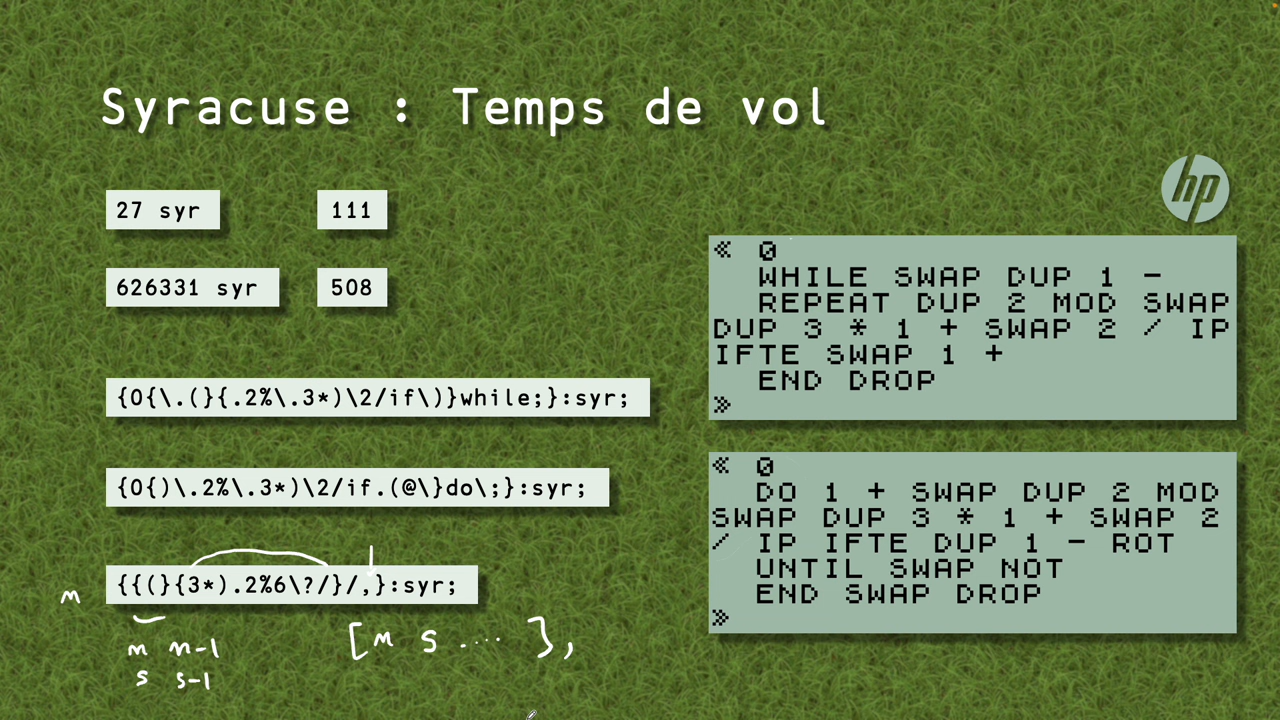 Syracuse : Temps de vol
27 syr
111
626331 syr
508
{0{\.(}{.2%\.3*)\2/if\)}while;}:syr;
{0{)\.2%\.3*)\2/if.(@\}do\;}:syr;
{{(}{3*).2%6\?/}/,}:syr;
n
n n-1
s s-1
[n s ....],
hp
« 0
WHILE SWAP DUP 1 -
REPEAT DUP 2 MOD SWAP
DUP 3 * 1 + SWAP 2 / IP
IFTE SWAP 1 +
END DROP
»
« 0
DO 1 + SWAP DUP 2 MOD
SWAP DUP 3 * 1 + SWAP 2
/ IP IFTE DUP 1 - ROT
UNTIL SWAP NOT
END SWAP DROP
»